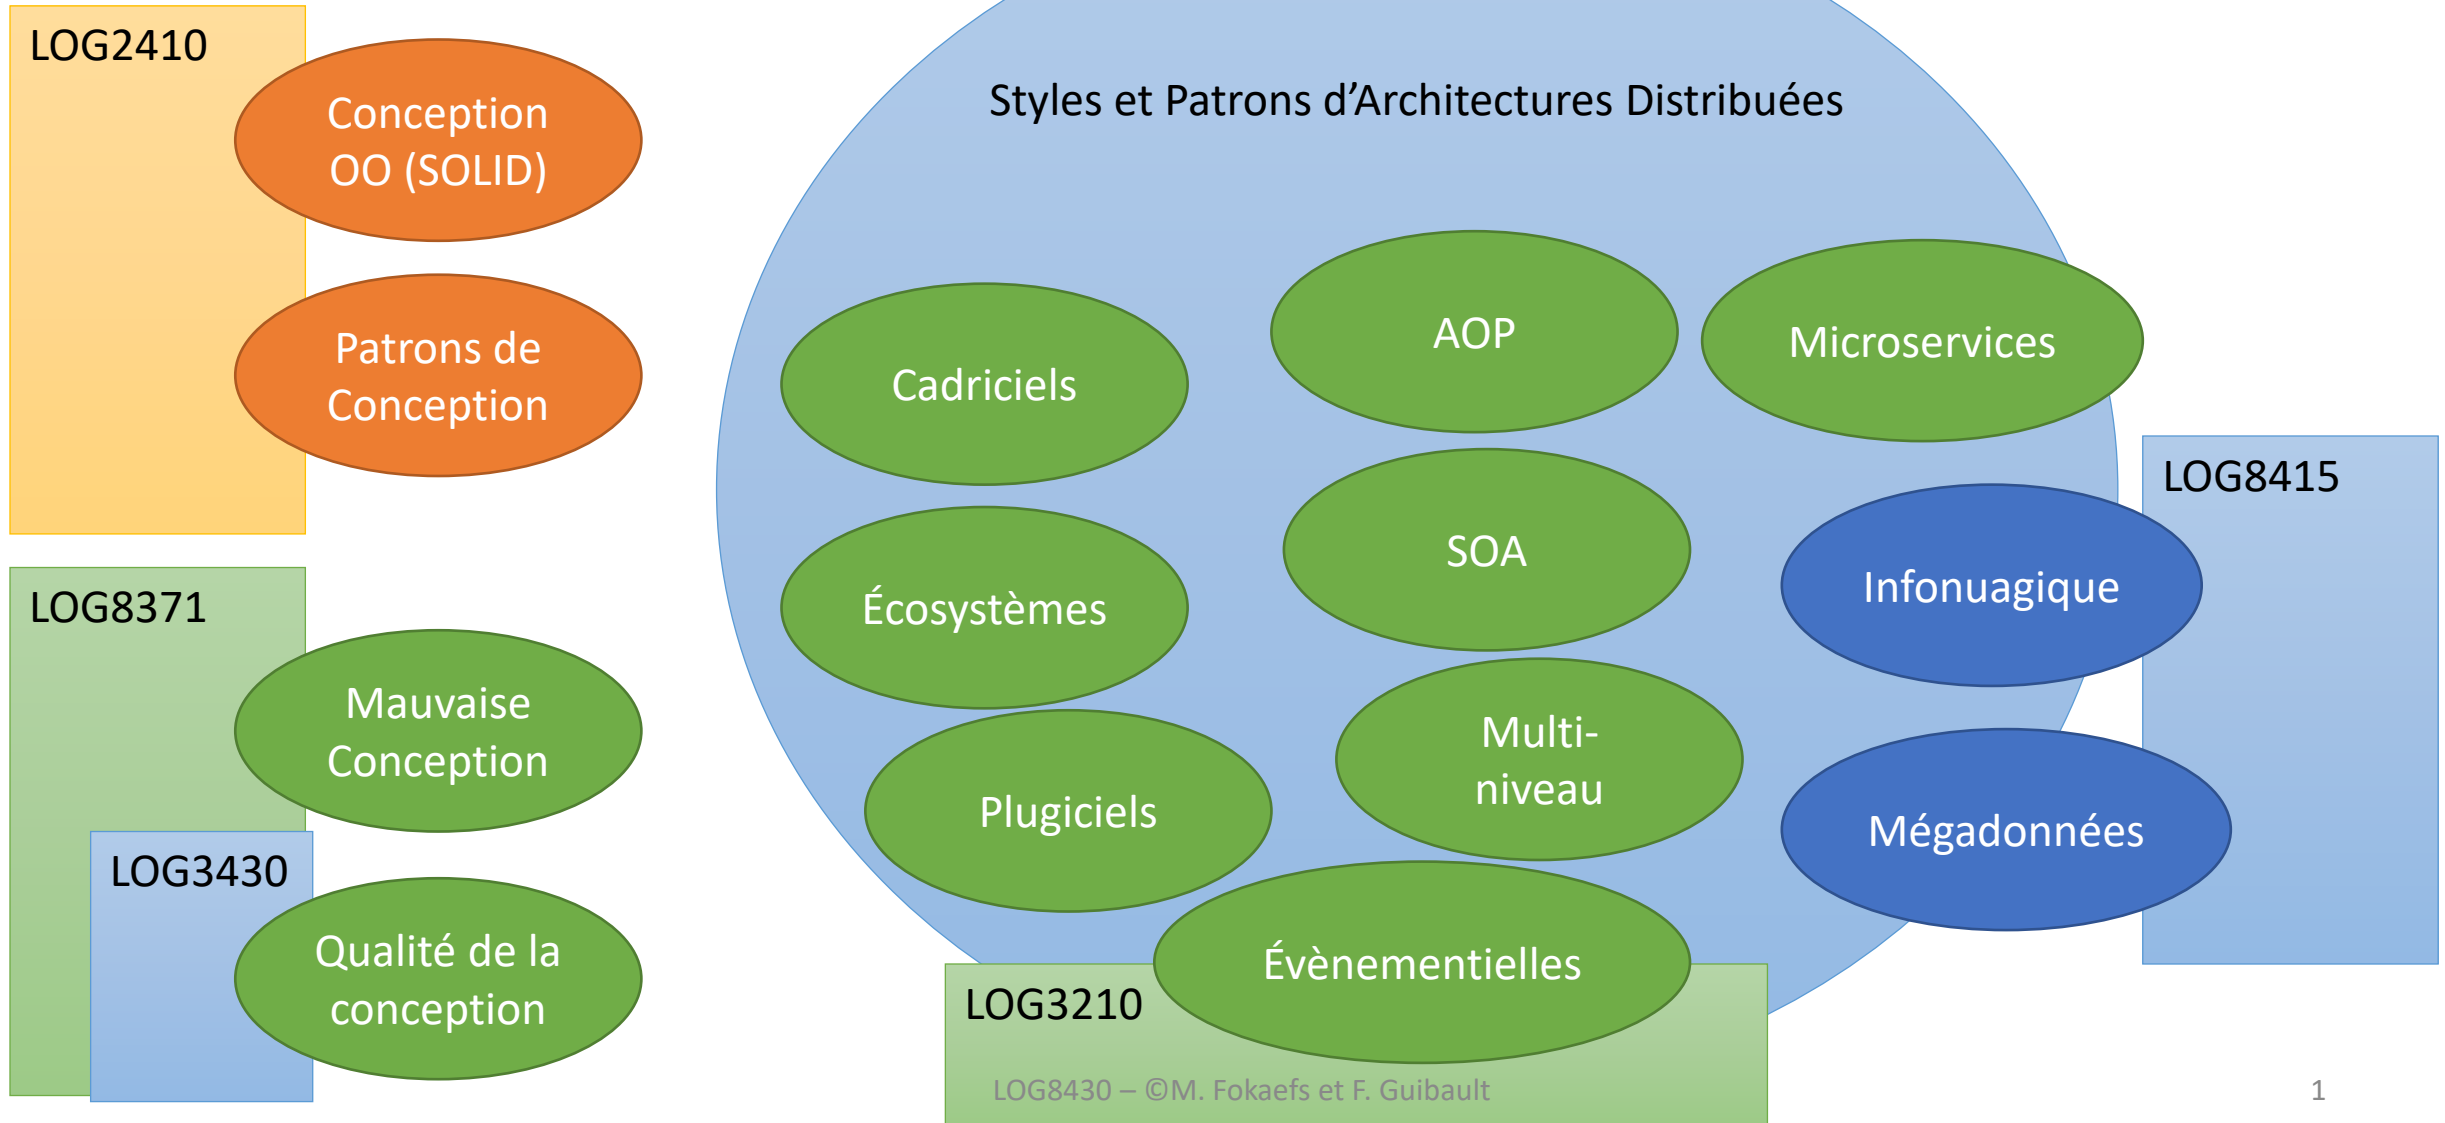 LOG2410
Conception
OO (SOLID)
Patrons de
Conception
LOG8371
Mauvaise
Conception
LOG3430
Qualité de la
conception
Styles et Patrons d’Architectures Distribuées
Cadriciels
AOP
Microservices
Écosystèmes
SOA
Infonuagique
LOG8415
Plugiciels
Multi-
niveau
Mégadonnées
Évènementielles
LOG3210
LOG8430 – ©M. Fokaefs et F. Guibault
1